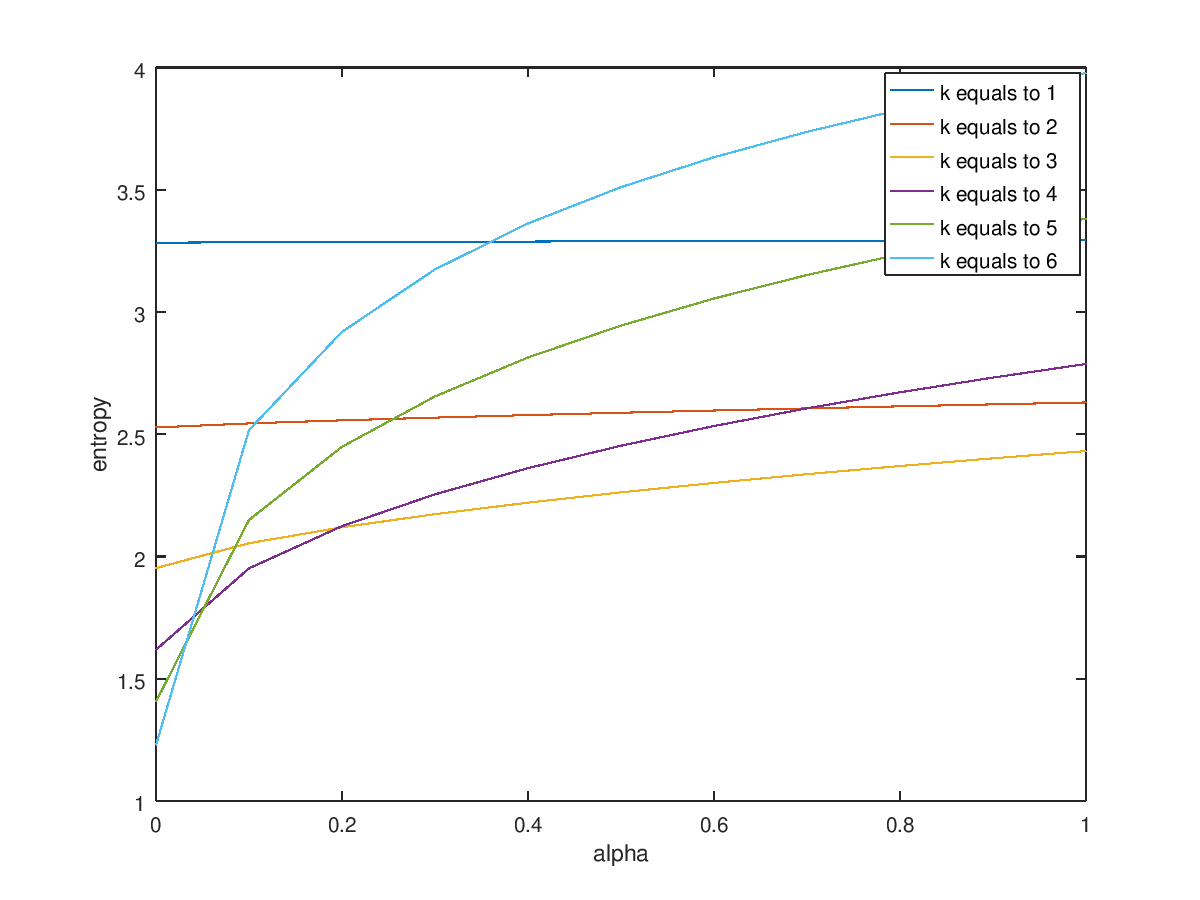 4
3.5
3
2.5
2
1.5
1
entropy
0
0.2
0.4
0.6
0.8
1
alpha
k equals to 1
k equals to 2
k equals to 3
k equals to 4
k equals to 5
k equals to 6